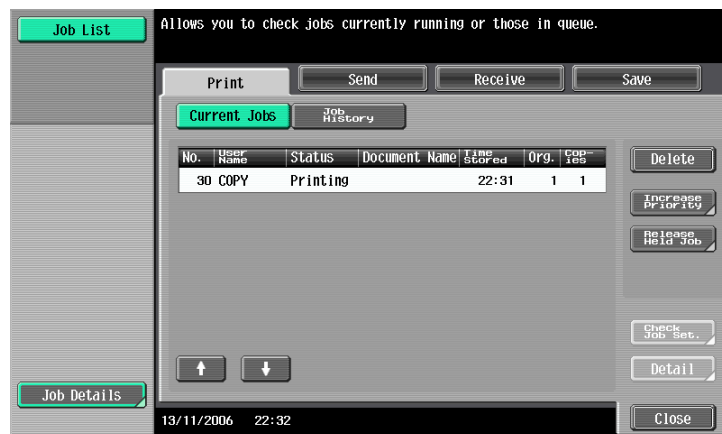 Job List
Allows you to check jobs currently running or those in queue.
Print
Send
Receive
Save
Current Jobs
Job History
No. User Name Status Document Name Time Stored Org. Cop- ies
30 COPY Printing 22:31 1 1
Delete
Increase Priority
Release Held Job
Check Job Set.
Detail
Job Details
13/11/2006 22:32
Close